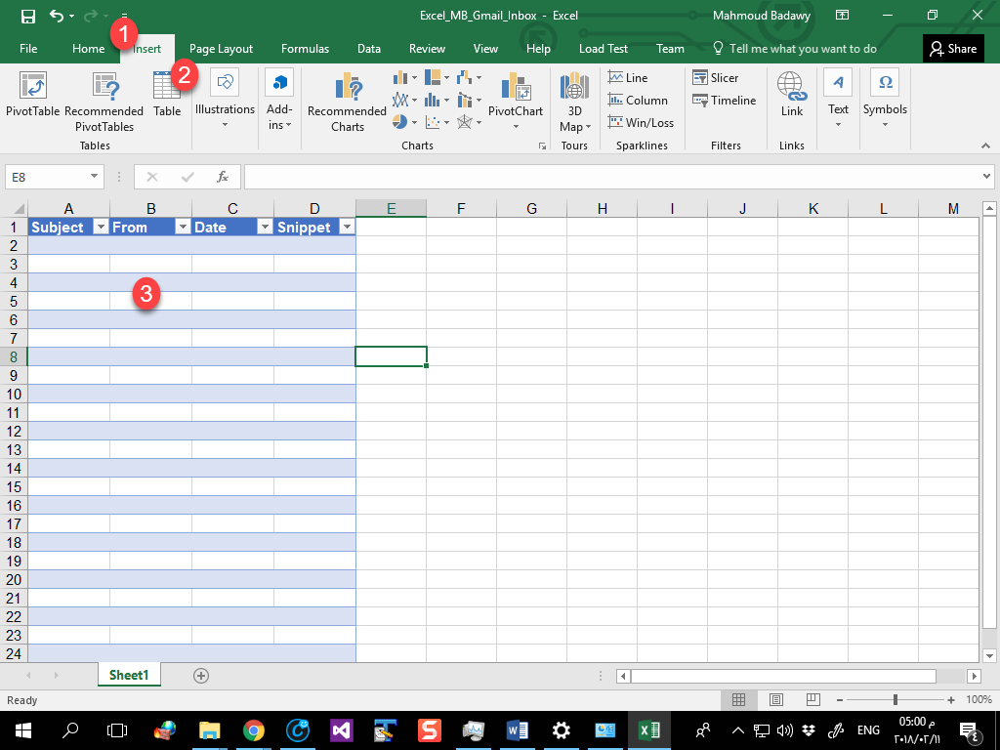 Excel_MB_Gmail_Inbox - Excel
Mahmoud Badawy
1
File Home Insert Page Layout Formulas Data Review View Help Load Test Team Tell me what you want to do Share
2
PivotTable
Recommended PivotTables
Table
Tables
Illustrations
Add-ins
Recommended Charts
PivotChart
Charts
3D Map
Tours
Line
Column
Win/Loss
Sparklines
Slicer
Timeline
Filters
Link
Links
Text
A
Symbols
Ω
E8
fx
A B C D E F G H I J K L M
1 Subject From Date Snippet
2
3
4
3
5
6
7
8
9
10
11
12
13
14
15
16
17
18
19
20
21
22
23
24
Sheet1
Ready
100%
ENG
05:00 م
٢٠١٨/٠٢/١١
٤